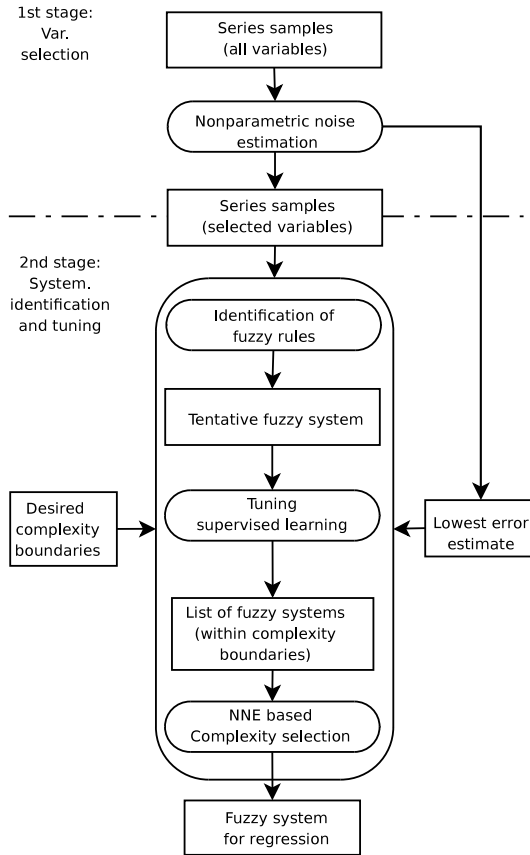 1st stage:
Var.
selection
Series samples
(all variables)
Nonparametric noise
estimation
Series samples
(selected variables)
2nd stage:
System.
identification
and tuning
Identification of
fuzzy rules
Tentative fuzzy system
Desired
complexity
boundaries
Tuning
supervised learning
Lowest error
estimate
List of fuzzy systems
(within complexity
boundaries)
NNE based
Complexity selection
Fuzzy system
for regression